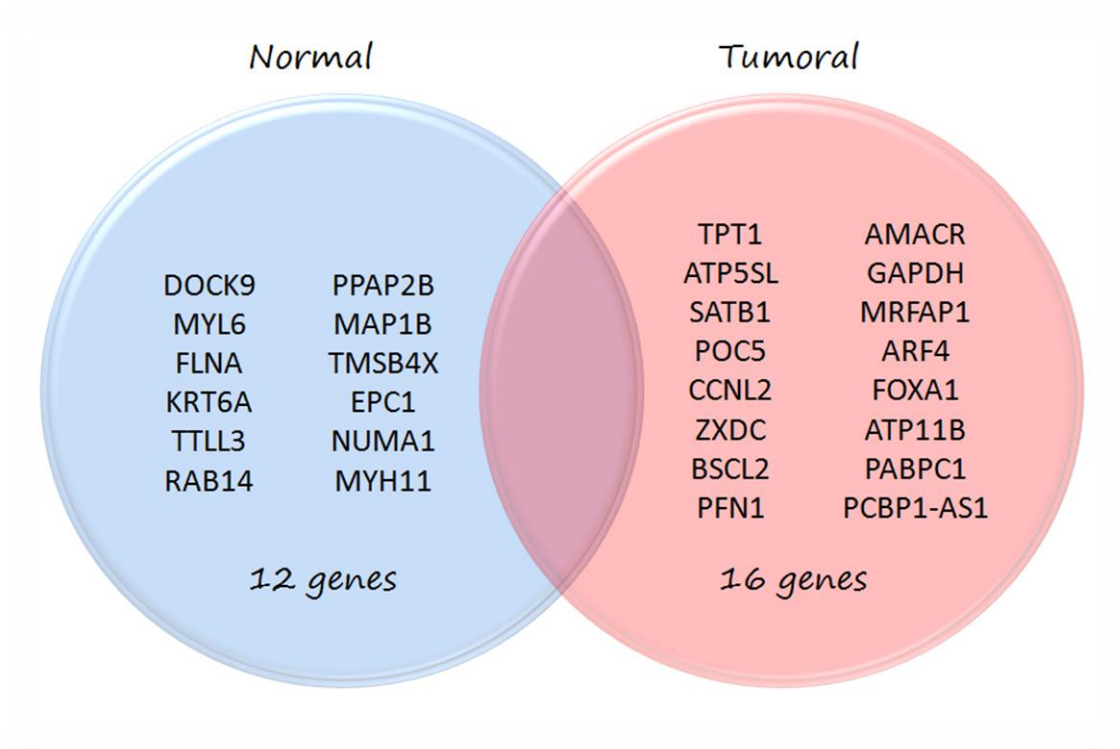 Normal
Tumoral
DOCK9 PPAP2B
MYL6 MAP1B
FLNA TMSB4X
KRT6A EPC1
TTLL3 NUMA1
RAB14 MYH11
12 genes
TPT1 AMACR
ATP5SL GAPDH
SATB1 MRFAP1
POC5 ARF4
CCNL2 FOXA1
ZXDC ATP11B
BSCL2 PABPC1
PFN1 PCBP1-AS1
16 genes